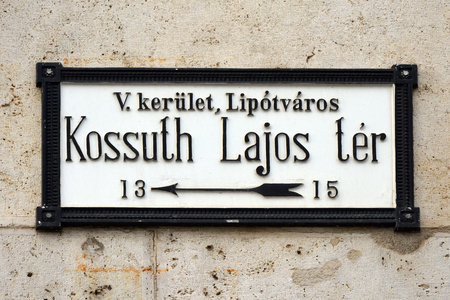 V. kerület, Lipótváros
Kossuth Lajos tér
13 15